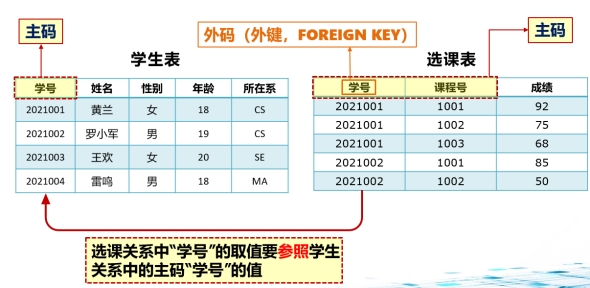 主码
外码（外键，FOREIGN KEY）
主码
学生表
选课表
学号 姓名 性别 年龄 所在系
2021001 黄兰 女 18 CS
2021002 罗小军 男 19 CS
2021003 王欢 女 20 SE
2021004 雷鸣 男 18 MA
学号 课程号 成绩
2021001 1001 92
2021001 1002 75
2021001 1003 68
2021002 1001 85
2021002 1002 50
选课关系中“学号”的取值要参照学生
关系中的主码“学号”的值